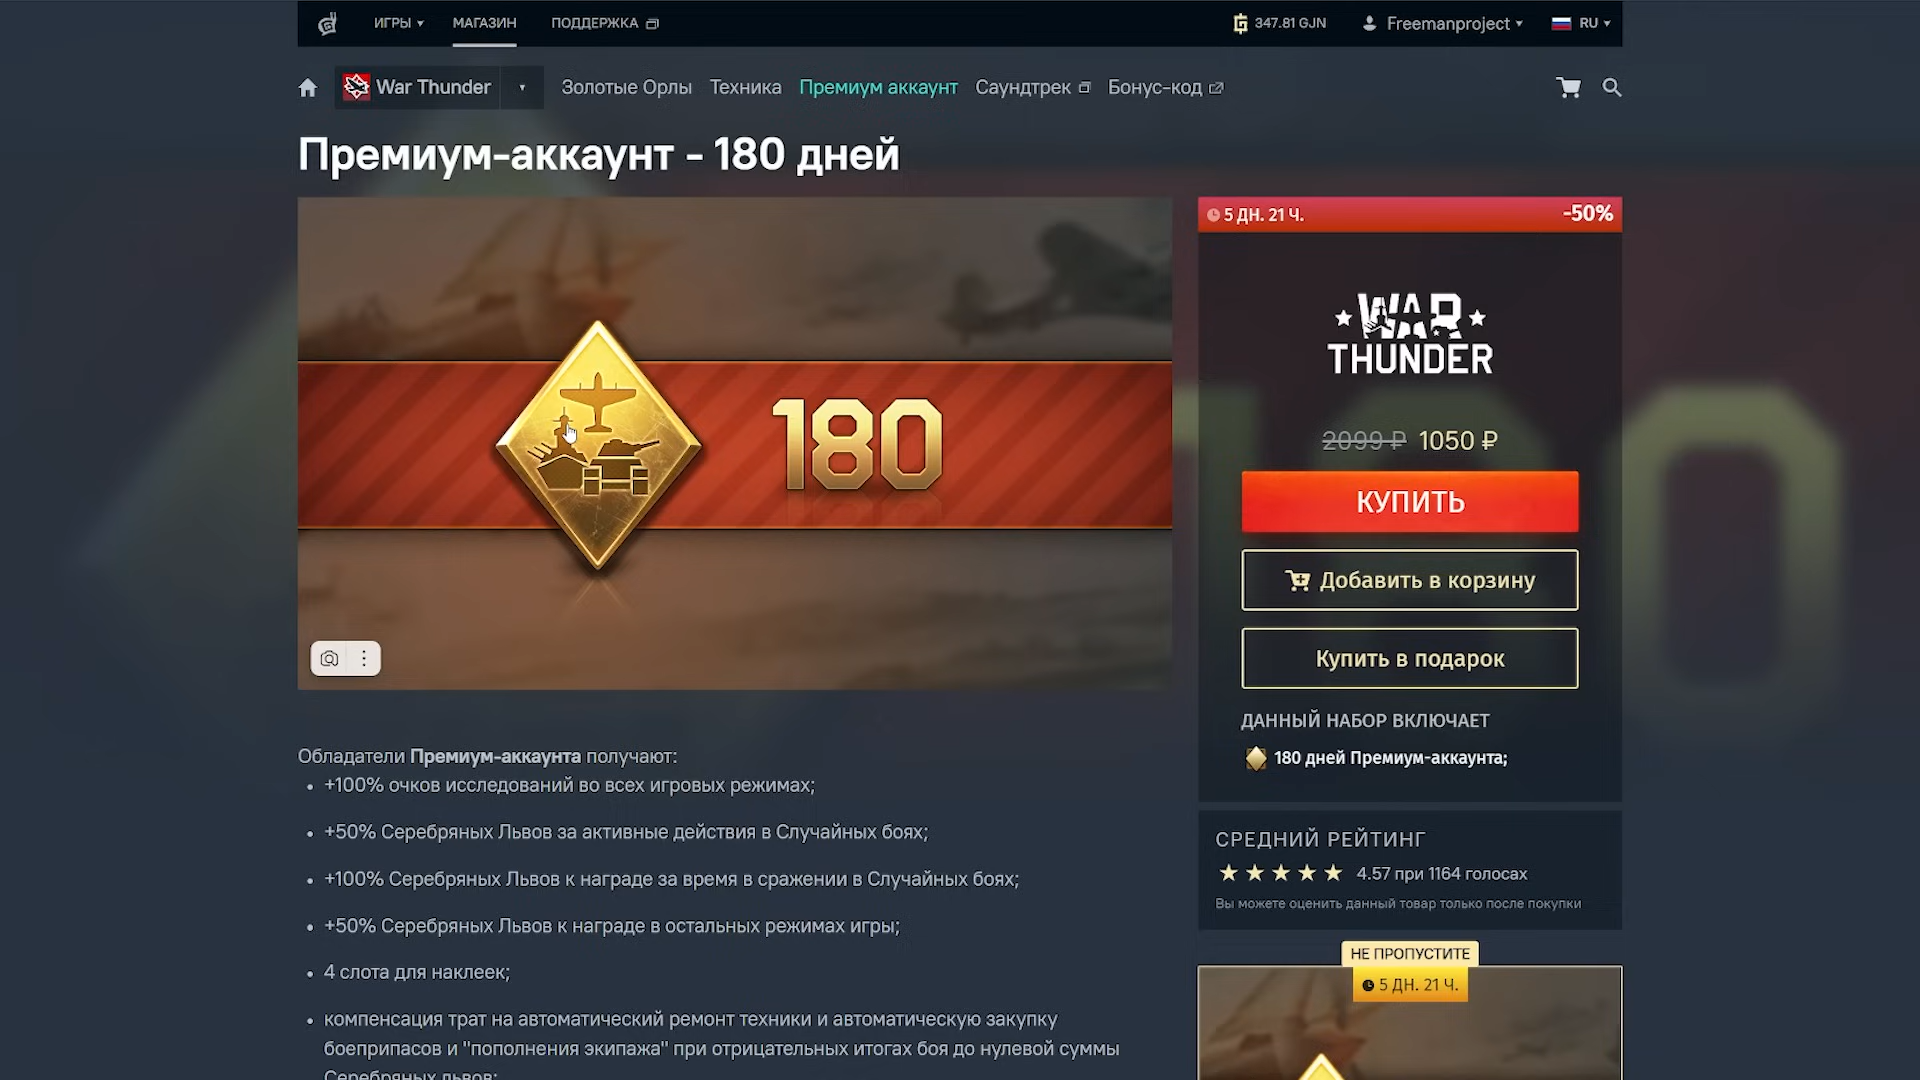 ИГРЫ
МАГАЗИН
ПОДДЕРЖКА
347.81 GJN
Freemanproject
RU
War Thunder
Золотые Орлы
Техника
Премиум аккаунт
Саундтрек
Бонус-код
Премиум-аккаунт - 180 дней
180
5 ДН. 21 Ч.
-50%
WAR
THUNDER
2099 ₽ 1050 ₽
КУПИТЬ
Добавить в корзину
Купить в подарок
ДАННЫЙ НАБОР ВКЛЮЧАЕТ
180 дней Премиум-аккаунта;
Обладатели Премиум-аккаунта получают:
+100% очков исследований во всех игровых режимах;
+50% Серебряных Львов за активные действия в Случайных боях;
+100% Серебряных Львов к награде за время в сражении в Случайных боях;
+50% Серебряных Львов к награде в остальных режимах игры;
4 слота для наклеек;
компенсация трат на автоматический ремонт техники и автоматическую закупку
боеприпасов и "пополнения экипажа" при отрицательных итогах боя до нулевой суммы
Серебряных львов;
СРЕДНИЙ РЕЙТИНГ
4.57 при 1164 голосах
Вы можете оценить данный товар только после покупки
НЕ ПРОПУСТИТЕ
5 ДН. 21 Ч.